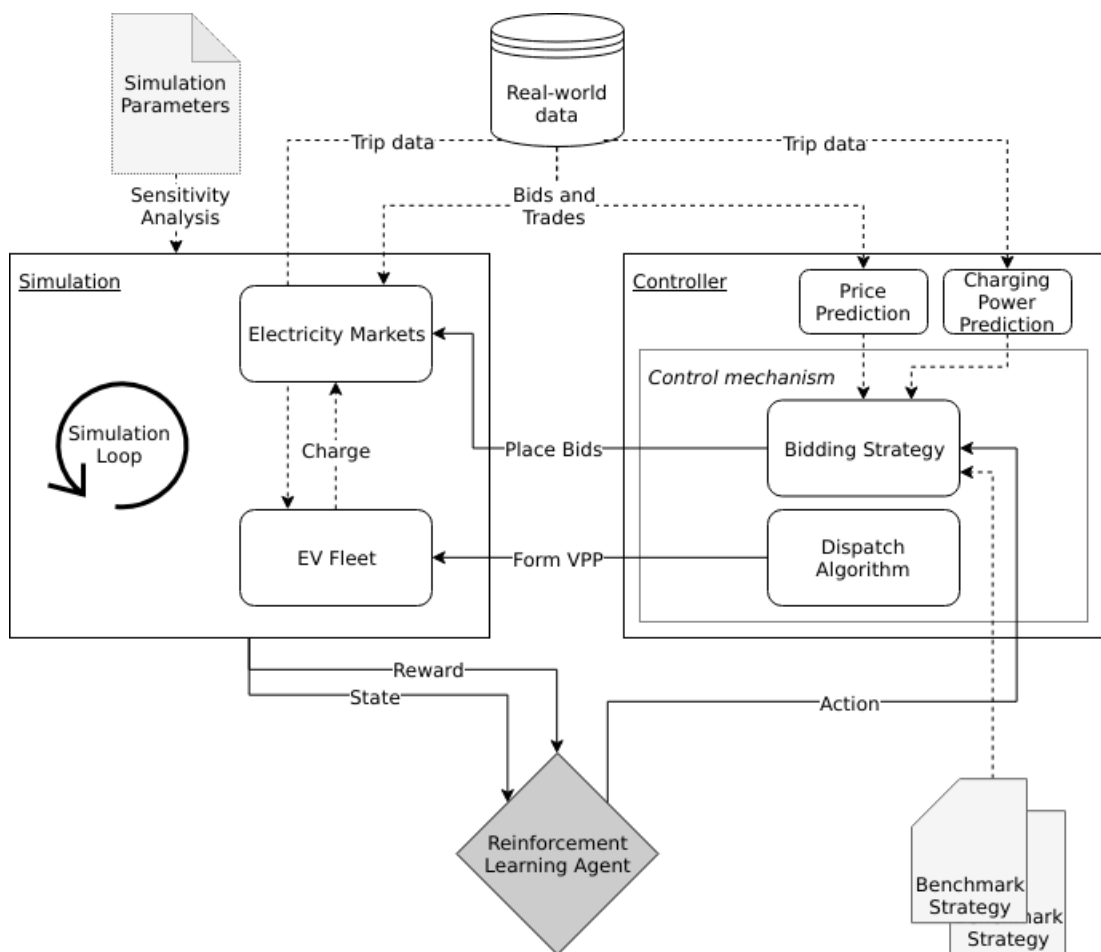 Simulation
Parameters
Real-world
data
Trip data
Trip data
Sensitivity
Analysis
Bids and
Trades
Simulation
Controller
Electricity Markets
Price
Prediction
Charging
Power
Prediction
Control mechanism
Simulation
Loop
Charge
Place Bids
Bidding Strategy
EV Fleet
Form VPP
Dispatch
Algorithm
Reward
State
Action
Reinforcement
Learning Agent
Benchmark
Strategy
mark
Strategy